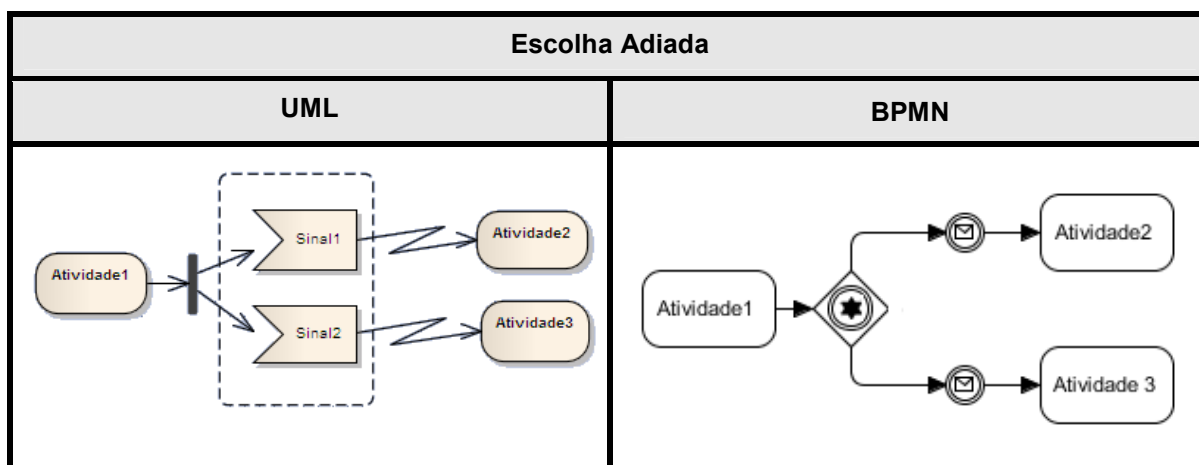 Escolha Adiada
UML
BPMN
Atividade1
Sinal1
Sinal2
Atividade2
Atividade3
Atividade1
Atividade2
Atividade 3